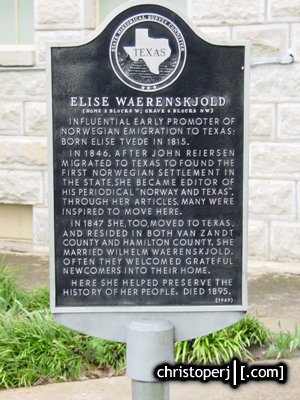 STATE HISTORICAL SURVEY COMMITTEE
TEXAS
ELISE WAERENSKJOLD
(HOME 2 BLOCKS W; GRAVE 4 BLOCKS NW)
INFLUENTIAL EARLY PROMOTER OF
NORWEGIAN EMIGRATION TO TEXAS;
BORN ELISE TVEDE IN 1815.
IN 1846, AFTER JOHN REIERSEN
MIGRATED TO TEXAS TO FOUND THE
FIRST NORWEGIAN SETTLEMENT IN
THE STATE, SHE BECAME EDITOR OF
HIS PERIODICAL "NORWAY AND TEXAS".
THROUGH HER ARTICLES, MANY WERE
INSPIRED TO MOVE HERE.
IN 1847 SHE, TOO, MOVED TO TEXAS,
AND RESIDED IN BOTH VAN ZANDT
COUNTY AND HAMILTON COUNTY. SHE
MARRIED WILHELM WAERENSKJOLD.
OFTEN THEY WELCOMED GRATEFUL
NEWCOMERS INTO THEIR HOME.
HERE SHE HELPED PRESERVE THE
HISTORY OF HER PEOPLE. DIED 1895.
(1969)
christoperj||[.com]